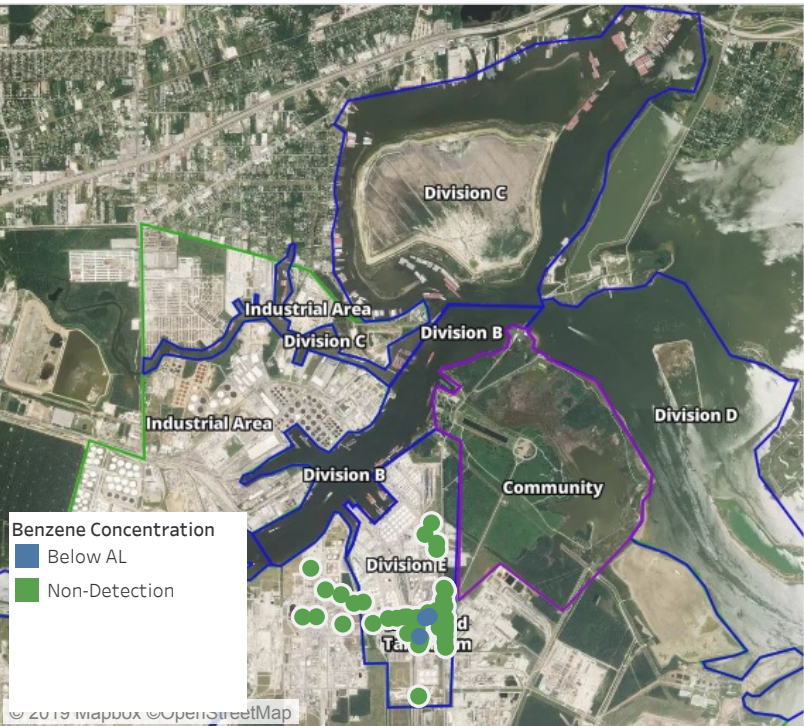 Division C
Industrial Area
Division C
Division B
Division D
Industrial Area
Division B
Community
Benzene Concentration
Below AL
Non-Detection
Division E
© 2019 Mapbox ©OpenStreetMap